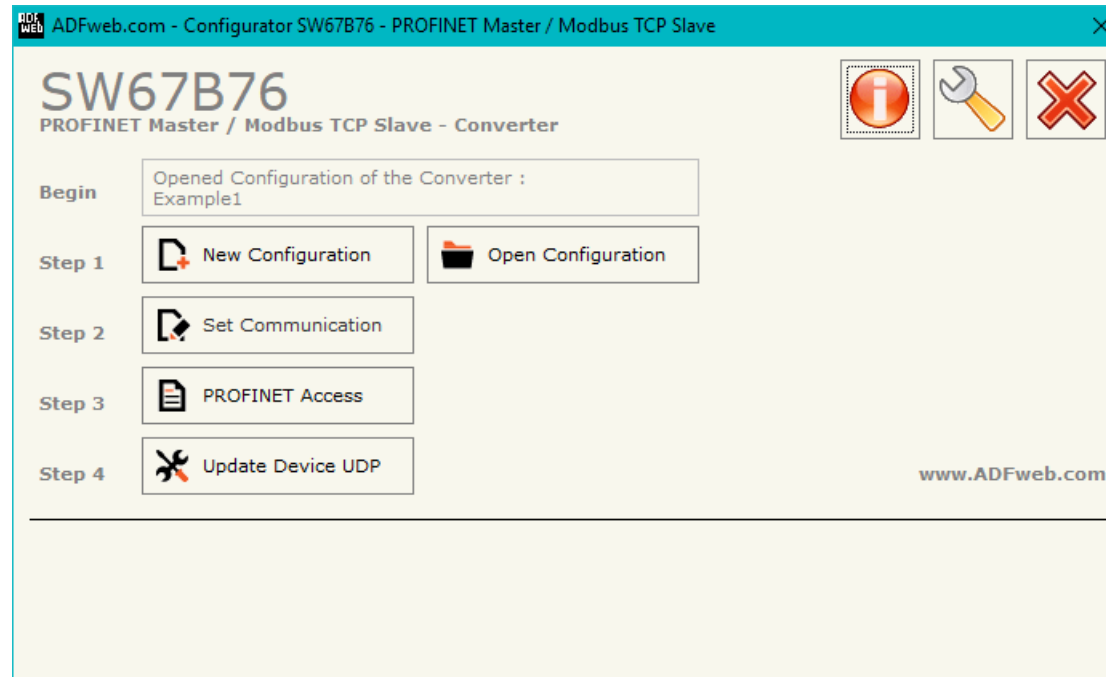 ADF
WEB
ADFweb.com - Configurator SW67B76 - PROFINET Master / Modbus TCP Slave
SW67B76
PROFINET Master / Modbus TCP Slave - Converter
Begin
Opened Configuration of the Converter :
Example1
Step 1
New Configuration
Open Configuration
Step 2
Set Communication
Step 3
PROFINET Access
Step 4
Update Device UDP
www.ADFweb.com